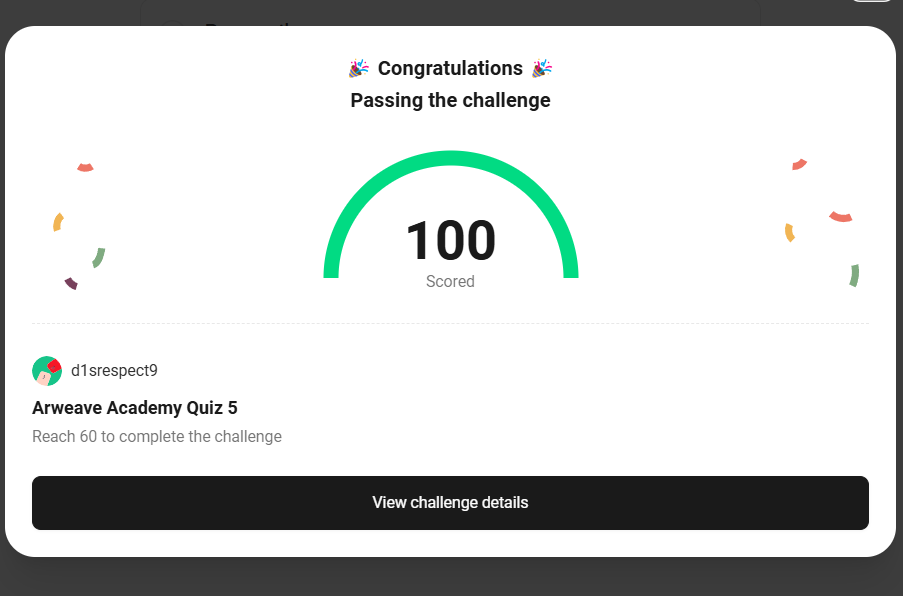 Congratulations
Passing the challenge
100
Scored
d1srespect9
Arweave Academy Quiz 5
Reach 60 to complete the challenge
View challenge details